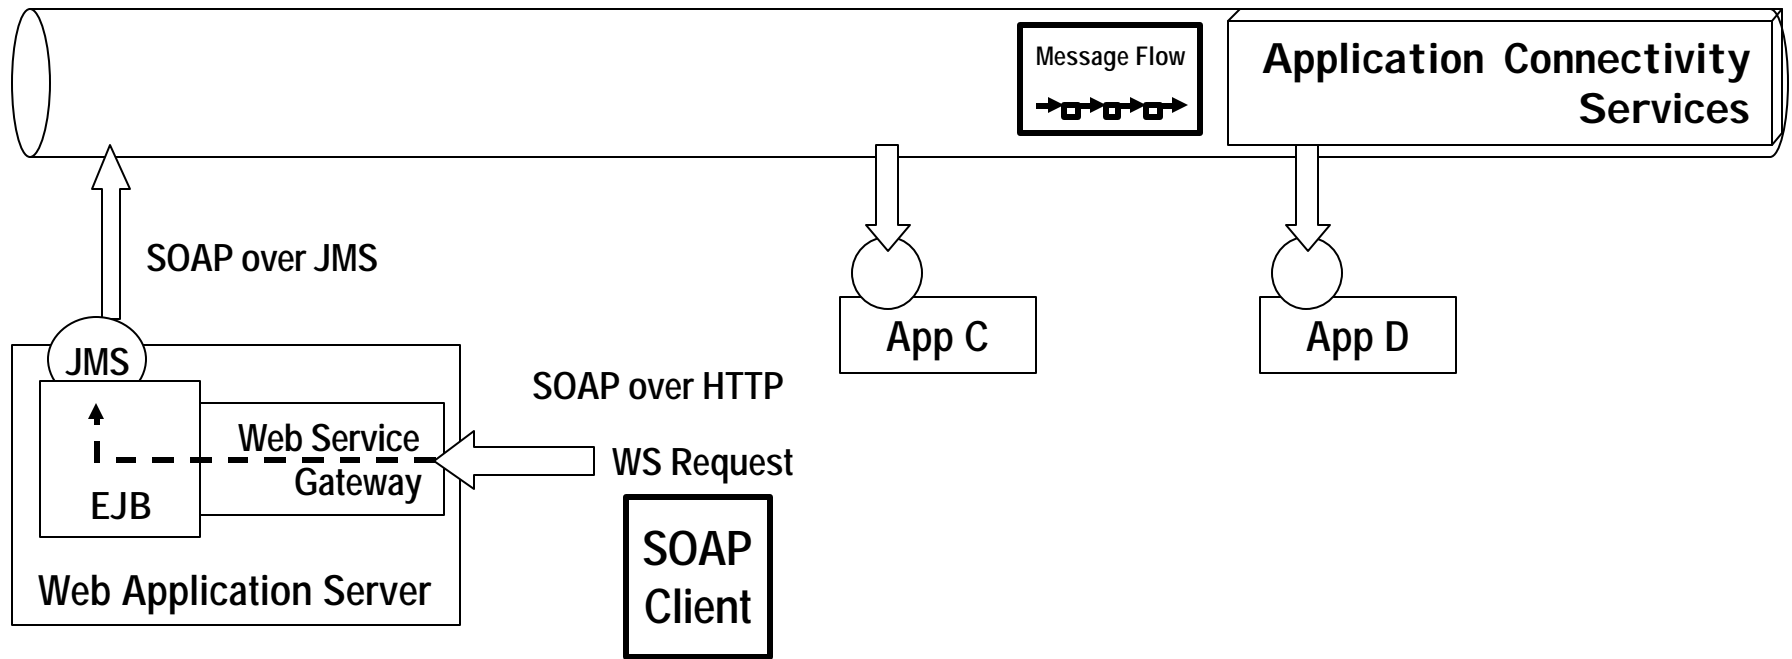 Message Flow
Application Connectivity
Services
SOAP over JMS
JMS
App C
App D
SOAP over HTTP
Web Service
Gateway
WS Request
EJB
SOAP
Client
Web Application Server